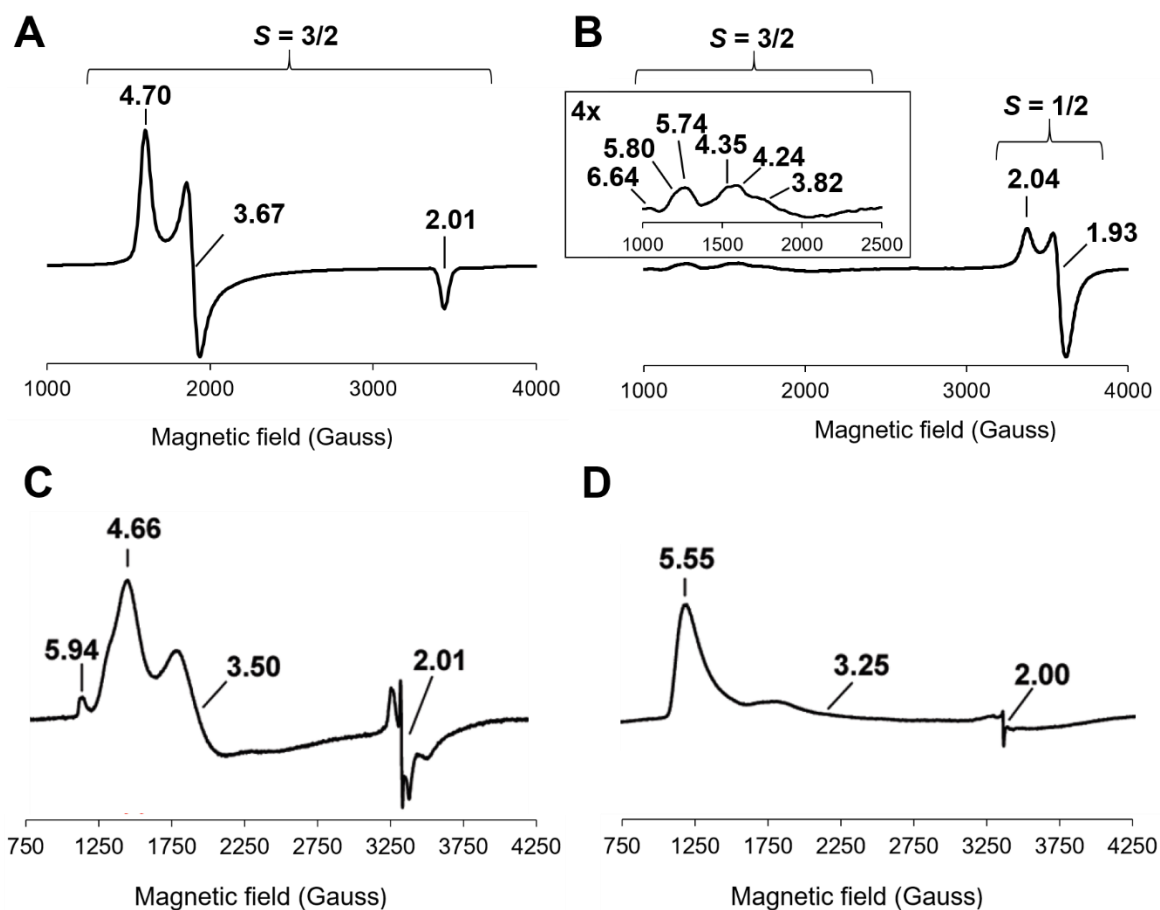 A
S = 3/2
4.70
3.67
2.01
1000 2000 3000 4000
Magnetic field (Gauss)
B
S = 3/2
4x
6.64
5.80
5.74
4.35
4.24
3.82
1000 1500 2000 2500
S = 1/2
2.04
1.93
1000 2000 3000 4000
Magnetic field (Gauss)
C
5.94
4.66
3.50
2.01
750 1250 1750 2250 2750 3250 3750 4250
Magnetic field (Gauss)
D
5.55
3.25
2.00
750 1250 1750 2250 2750 3250 3750 4250
Magnetic field (Gauss)